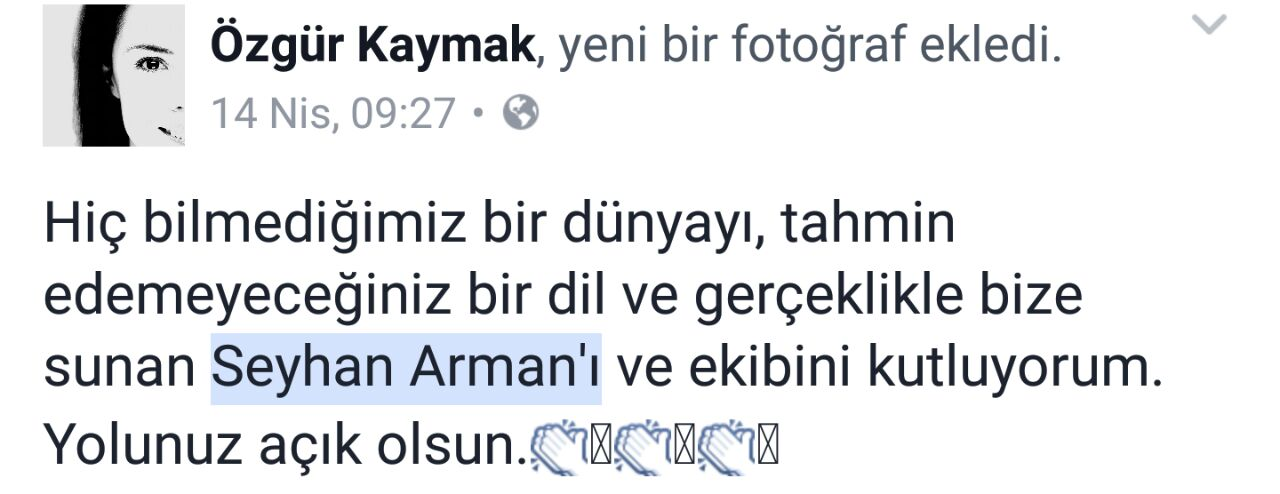 Özgür Kaymak, yeni bir fotoğraf ekledi.
14 Nis, 09:27 •
Hiç bilmediğimiz bir dünyayı, tahmin
edemeyeceğiniz bir dil ve gerçeklikle bize
sunan Seyhan Arman'ı ve ekibini kutluyorum.
Yolunuz açık olsun.